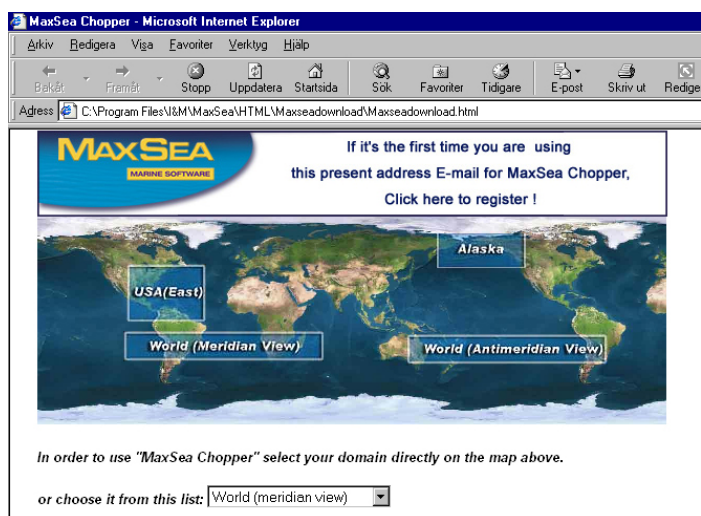 MaxSea Chopper - Microsoft Internet Explorer
Arkiv Redigera Visa Favoriter Verktyg Hjälp
Bakåt Framåt Stopp Uppdatera Startsida Sök Favoriter Tidigare E-post Skriv ut Redige
Adress C:\Program Files\I&M\MaxSea\HTML\Maxseadownload\Maxseadownload.html
MAXSEA
MARINE SOFTWARE
If it's the first time you are using
this present address E-mail for MaxSea Chopper,
Click here to register !
Alaska
USA(East)
World (Meridian View)
World (Antimeridian View)
In order to use "MaxSea Chopper" select your domain directly on the map above.
or choose it from this list: World (meridian view)